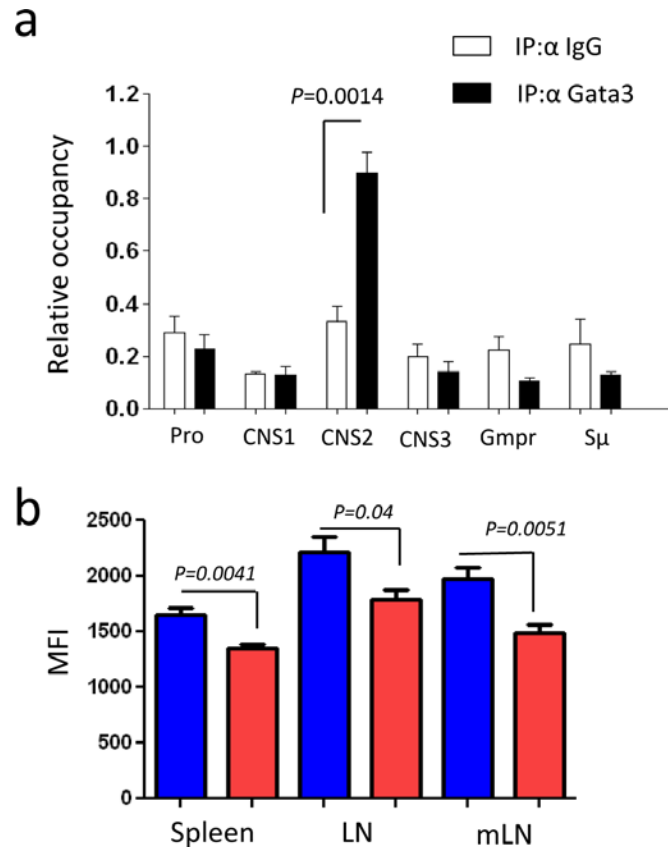 a
IP:α IgG
IP:α Gata3
P=0.0014
1.2
1.0
0.8
0.6
0.4
0.2
0.0
Relative occupancy
Pro CNS1 CNS2 CNS3 Gmpr Sμ
b
P=0.0041
P=0.04
P=0.0051
2500
2000
1500
1000
500
0
MFI
Spleen LN mLN